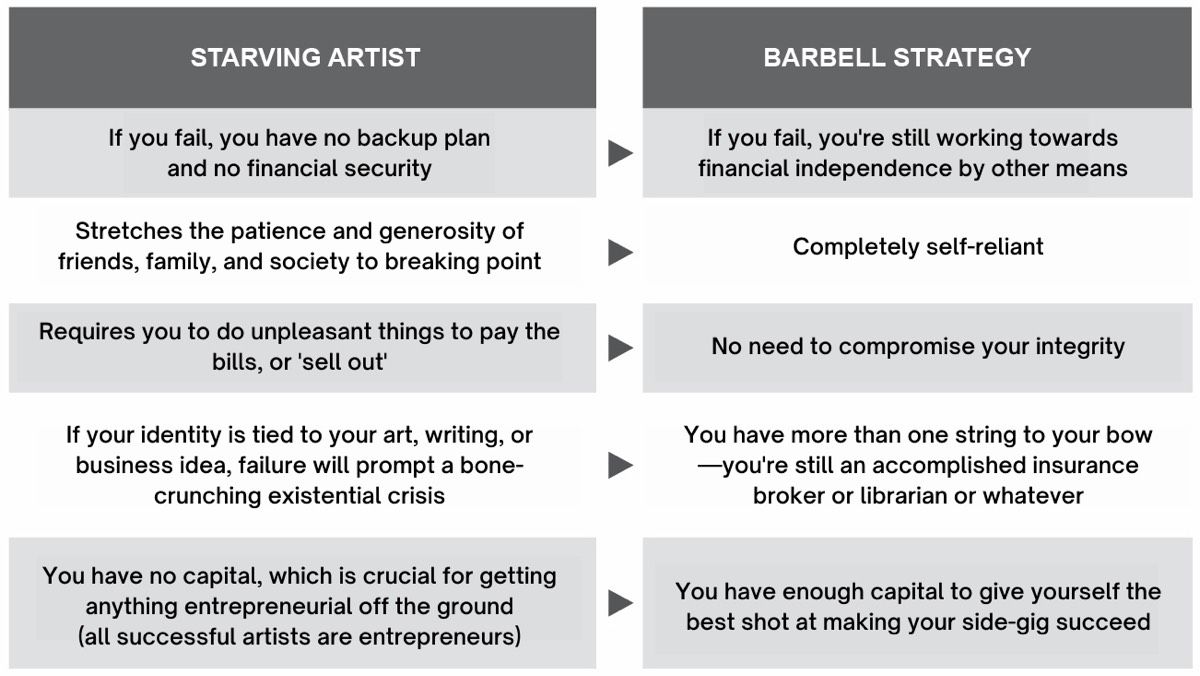 STARVING ARTIST
BARBELL STRATEGY
If you fail, you have no backup plan
and no financial security
If you fail, you're still working towards
financial independence by other means
Stretches the patience and generosity of
friends, family, and society to breaking point
Completely self-reliant
Requires you to do unpleasant things to pay the
bills, or 'sell out'
No need to compromise your integrity
If your identity is tied to your art, writing, or
business idea, failure will prompt a bone-
crunching existential crisis
You have more than one string to your bow
—you're still an accomplished insurance
broker or librarian or whatever
You have no capital, which is crucial for getting
anything entrepreneurial off the ground
(all successful artists are entrepreneurs)
You have enough capital to give yourself the
best shot at making your side-gig succeed